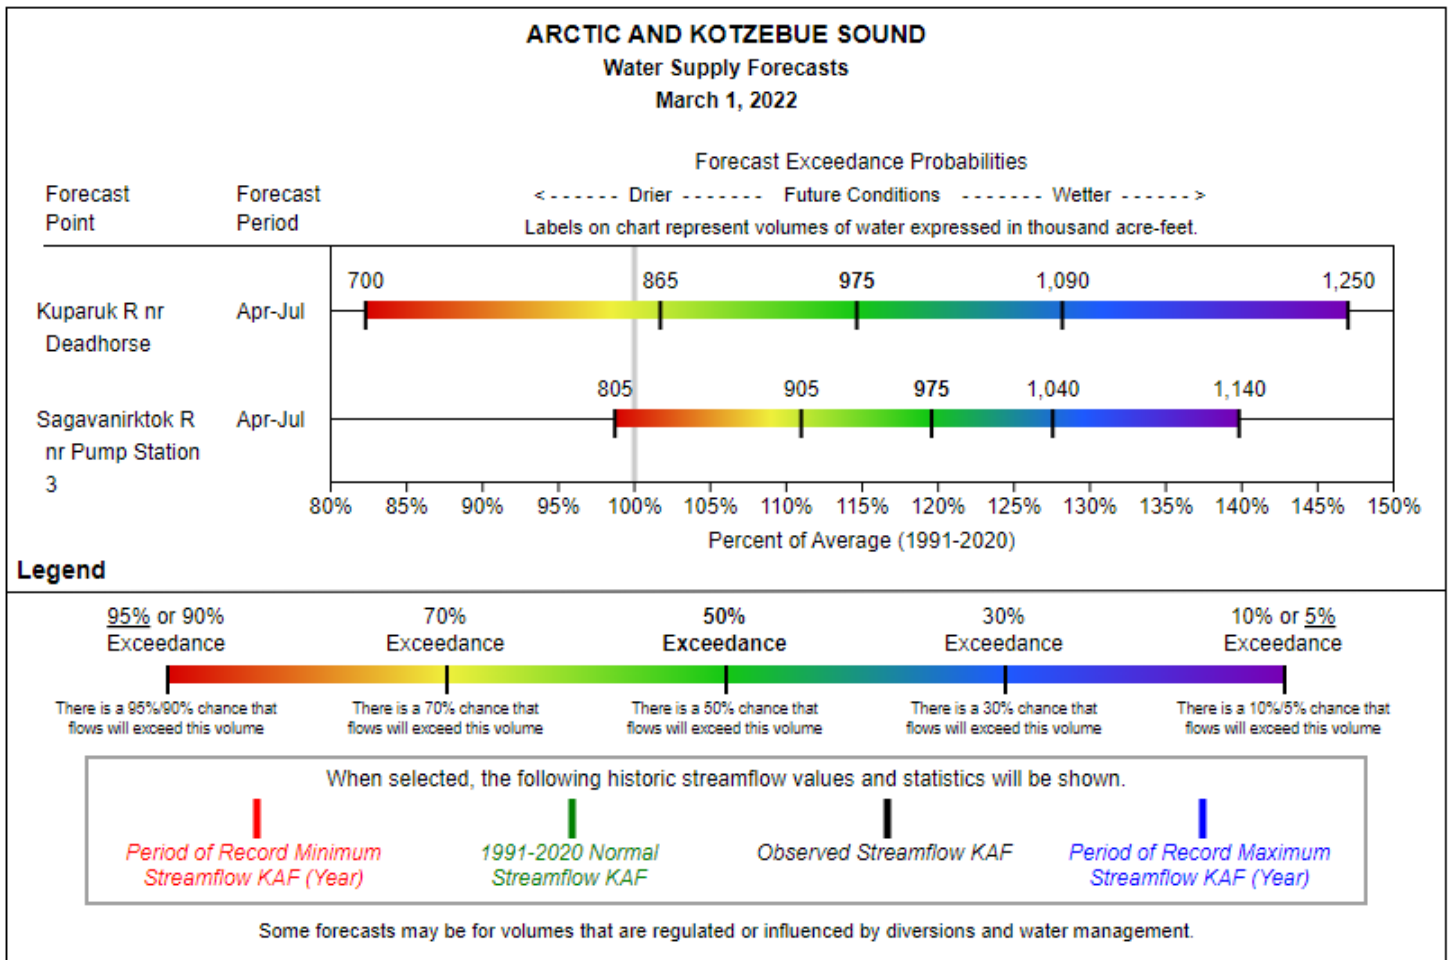 ARCTIC AND KOTZEBUE SOUND
Water Supply Forecasts
March 1, 2022
Forecast Exceedance Probabilities
Forecast Point
Forecast Period
<------ Drier ------- Future Conditions ------- Wetter ------>
Labels on chart represent volumes of water expressed in thousand acre-feet.
700 865 975 1,090 1,250
Kuparuk R nr
Deadhorse
Apr-Jul
805 905 975 1,040 1,140
Sagavanirktok R
nr Pump Station
3
Apr-Jul
80% 85% 90% 95% 100% 105% 110% 115% 120% 125% 130% 135% 140% 145% 150%
Percent of Average (1991-2020)
Legend
95% or 90%
Exceedance
70%
Exceedance
50%
Exceedance
30%
Exceedance
10% or 5%
Exceedance
There is a 95%/90% chance that
flows will exceed this volume
There is a 70% chance that
flows will exceed this volume
There is a 50% chance that
flows will exceed this volume
There is a 30% chance that
flows will exceed this volume
There is a 10%/5% chance that
flows will exceed this volume
When selected, the following historic streamflow values and statistics will be shown.
Period of Record Minimum
Streamflow KAF (Year)
1991-2020 Normal
Streamflow KAF
Observed Streamflow KAF
Period of Record Maximum
Streamflow KAF (Year)
Some forecasts may be for volumes that are regulated or influenced by diversions and water management.